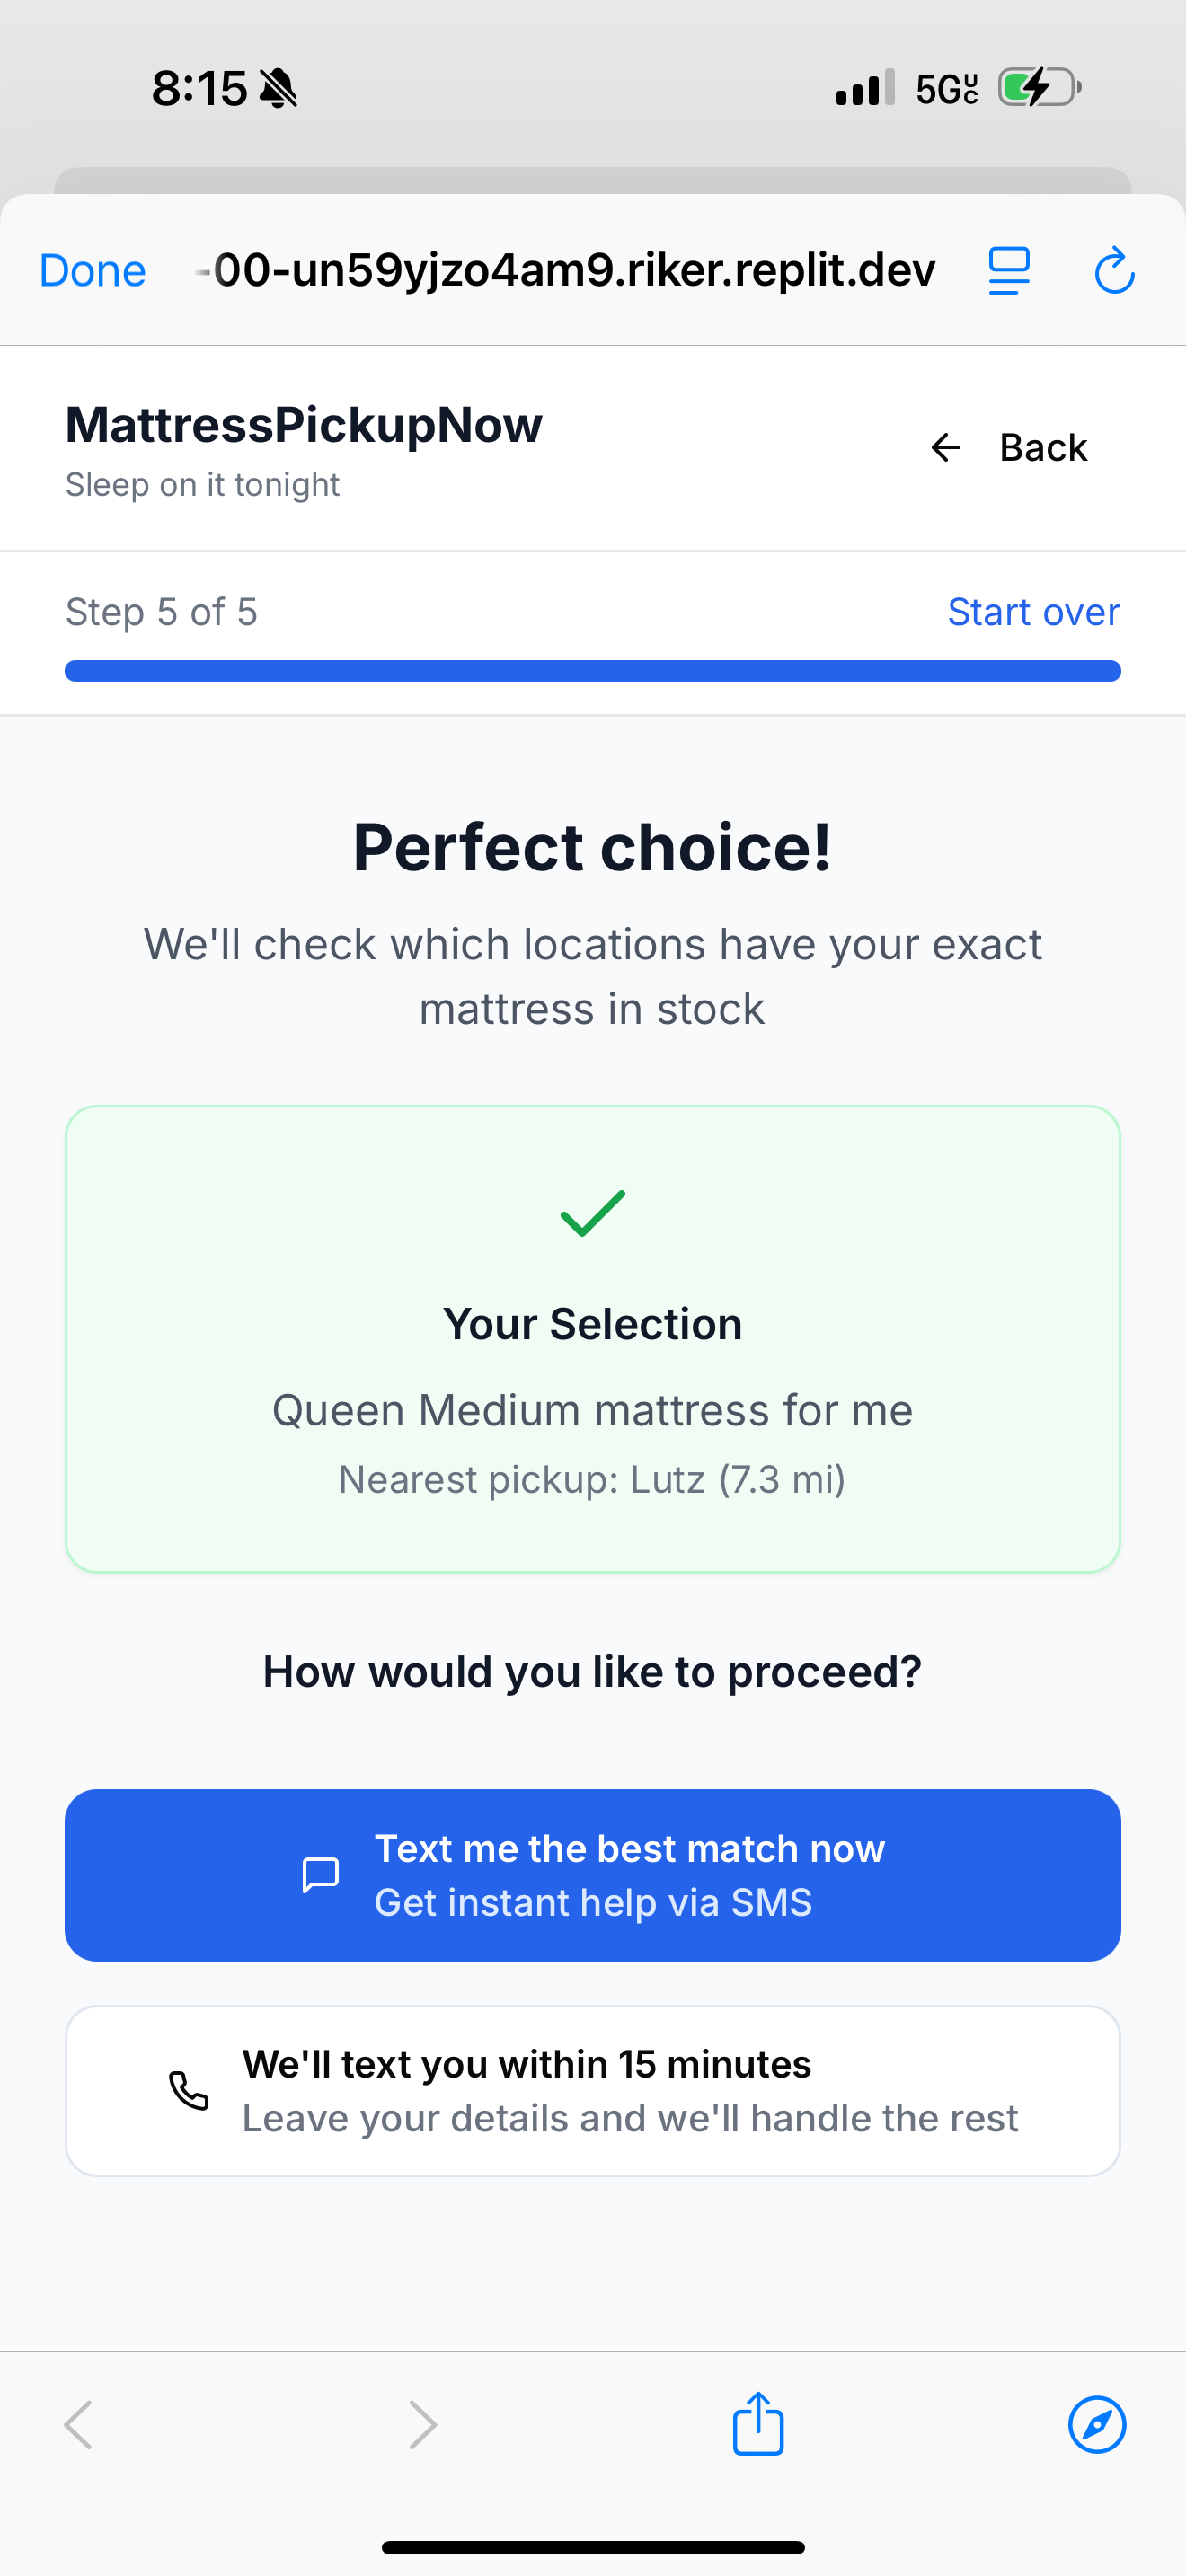 8:15
5GUC
Done
-00-un59yjzo4am9.riker.replit.dev
MattressPickupNow
Sleep on it tonight
Back
Step 5 of 5
Start over
Perfect choice!
We'll check which locations have your exact
mattress in stock
Your Selection
Queen Medium mattress for me
Nearest pickup: Lutz (7.3 mi)
How would you like to proceed?
Text me the best match now
Get instant help via SMS
We'll text you within 15 minutes
Leave your details and we'll handle the rest